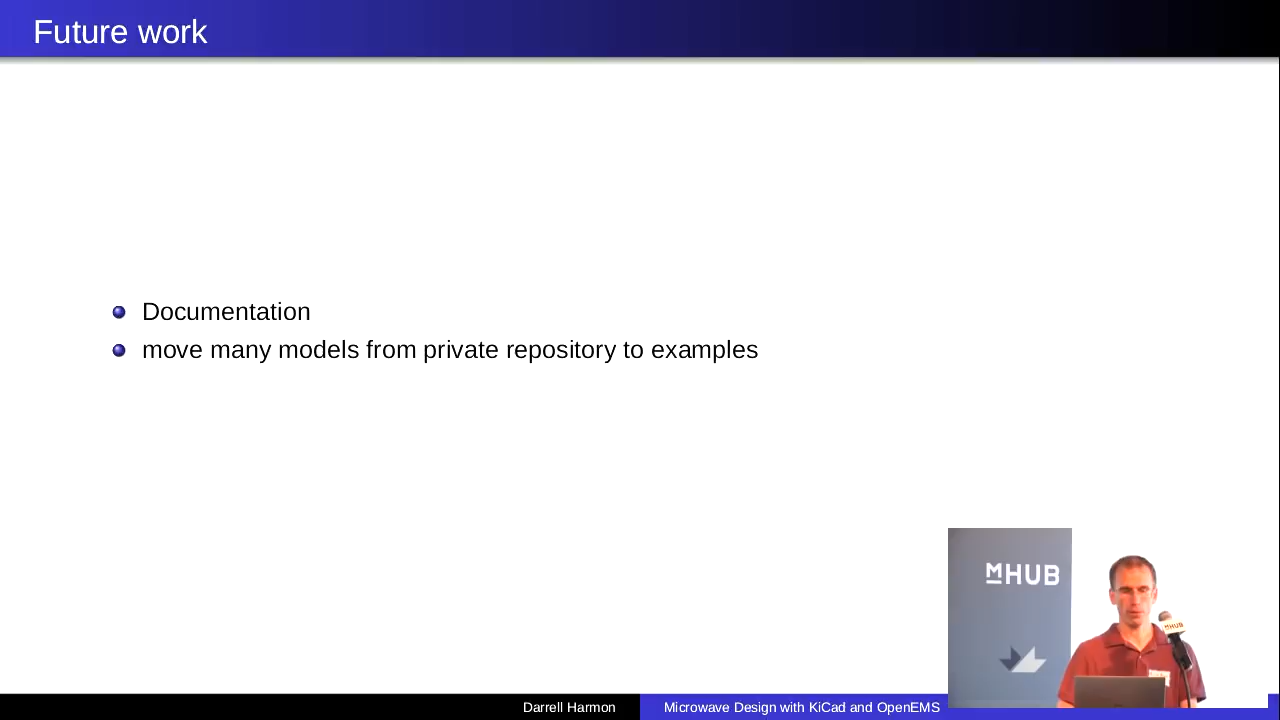 Future work
Documentation
move many models from private repository to examples
MHUB
MHUB
Darrell Harmon
Microwave Design with KiCad and OpenEMS